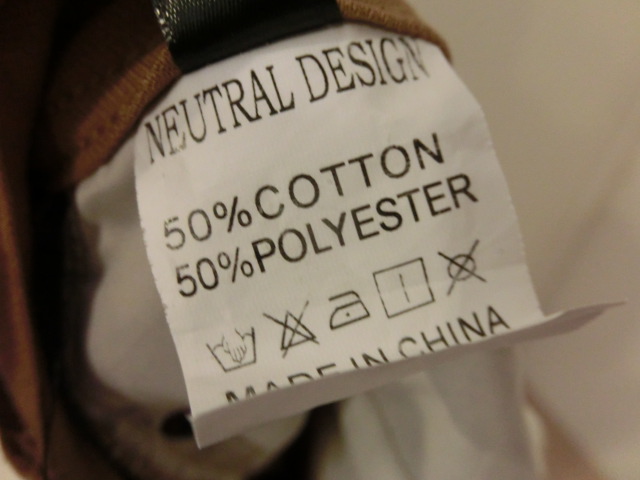 NEUTRAL DESIGN
50%COTTON
50%POLYESTER
MADE IN CHINA